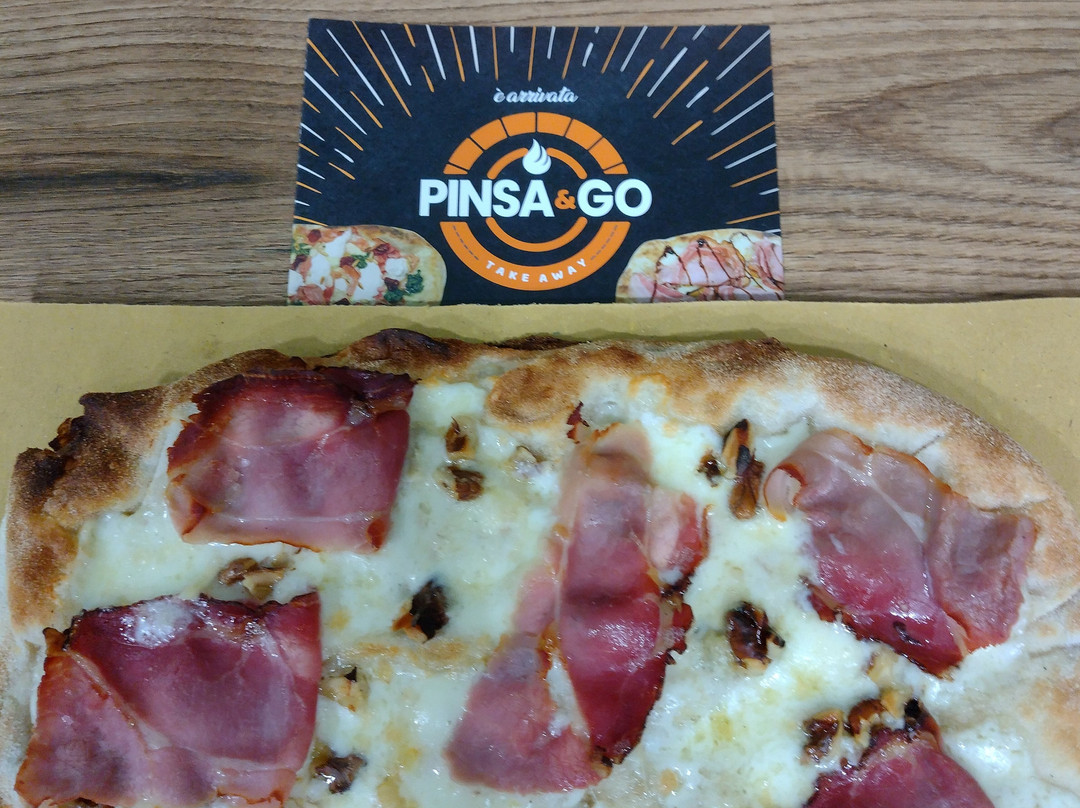 è arrivata
PINSA & GO
TAKE AWAY